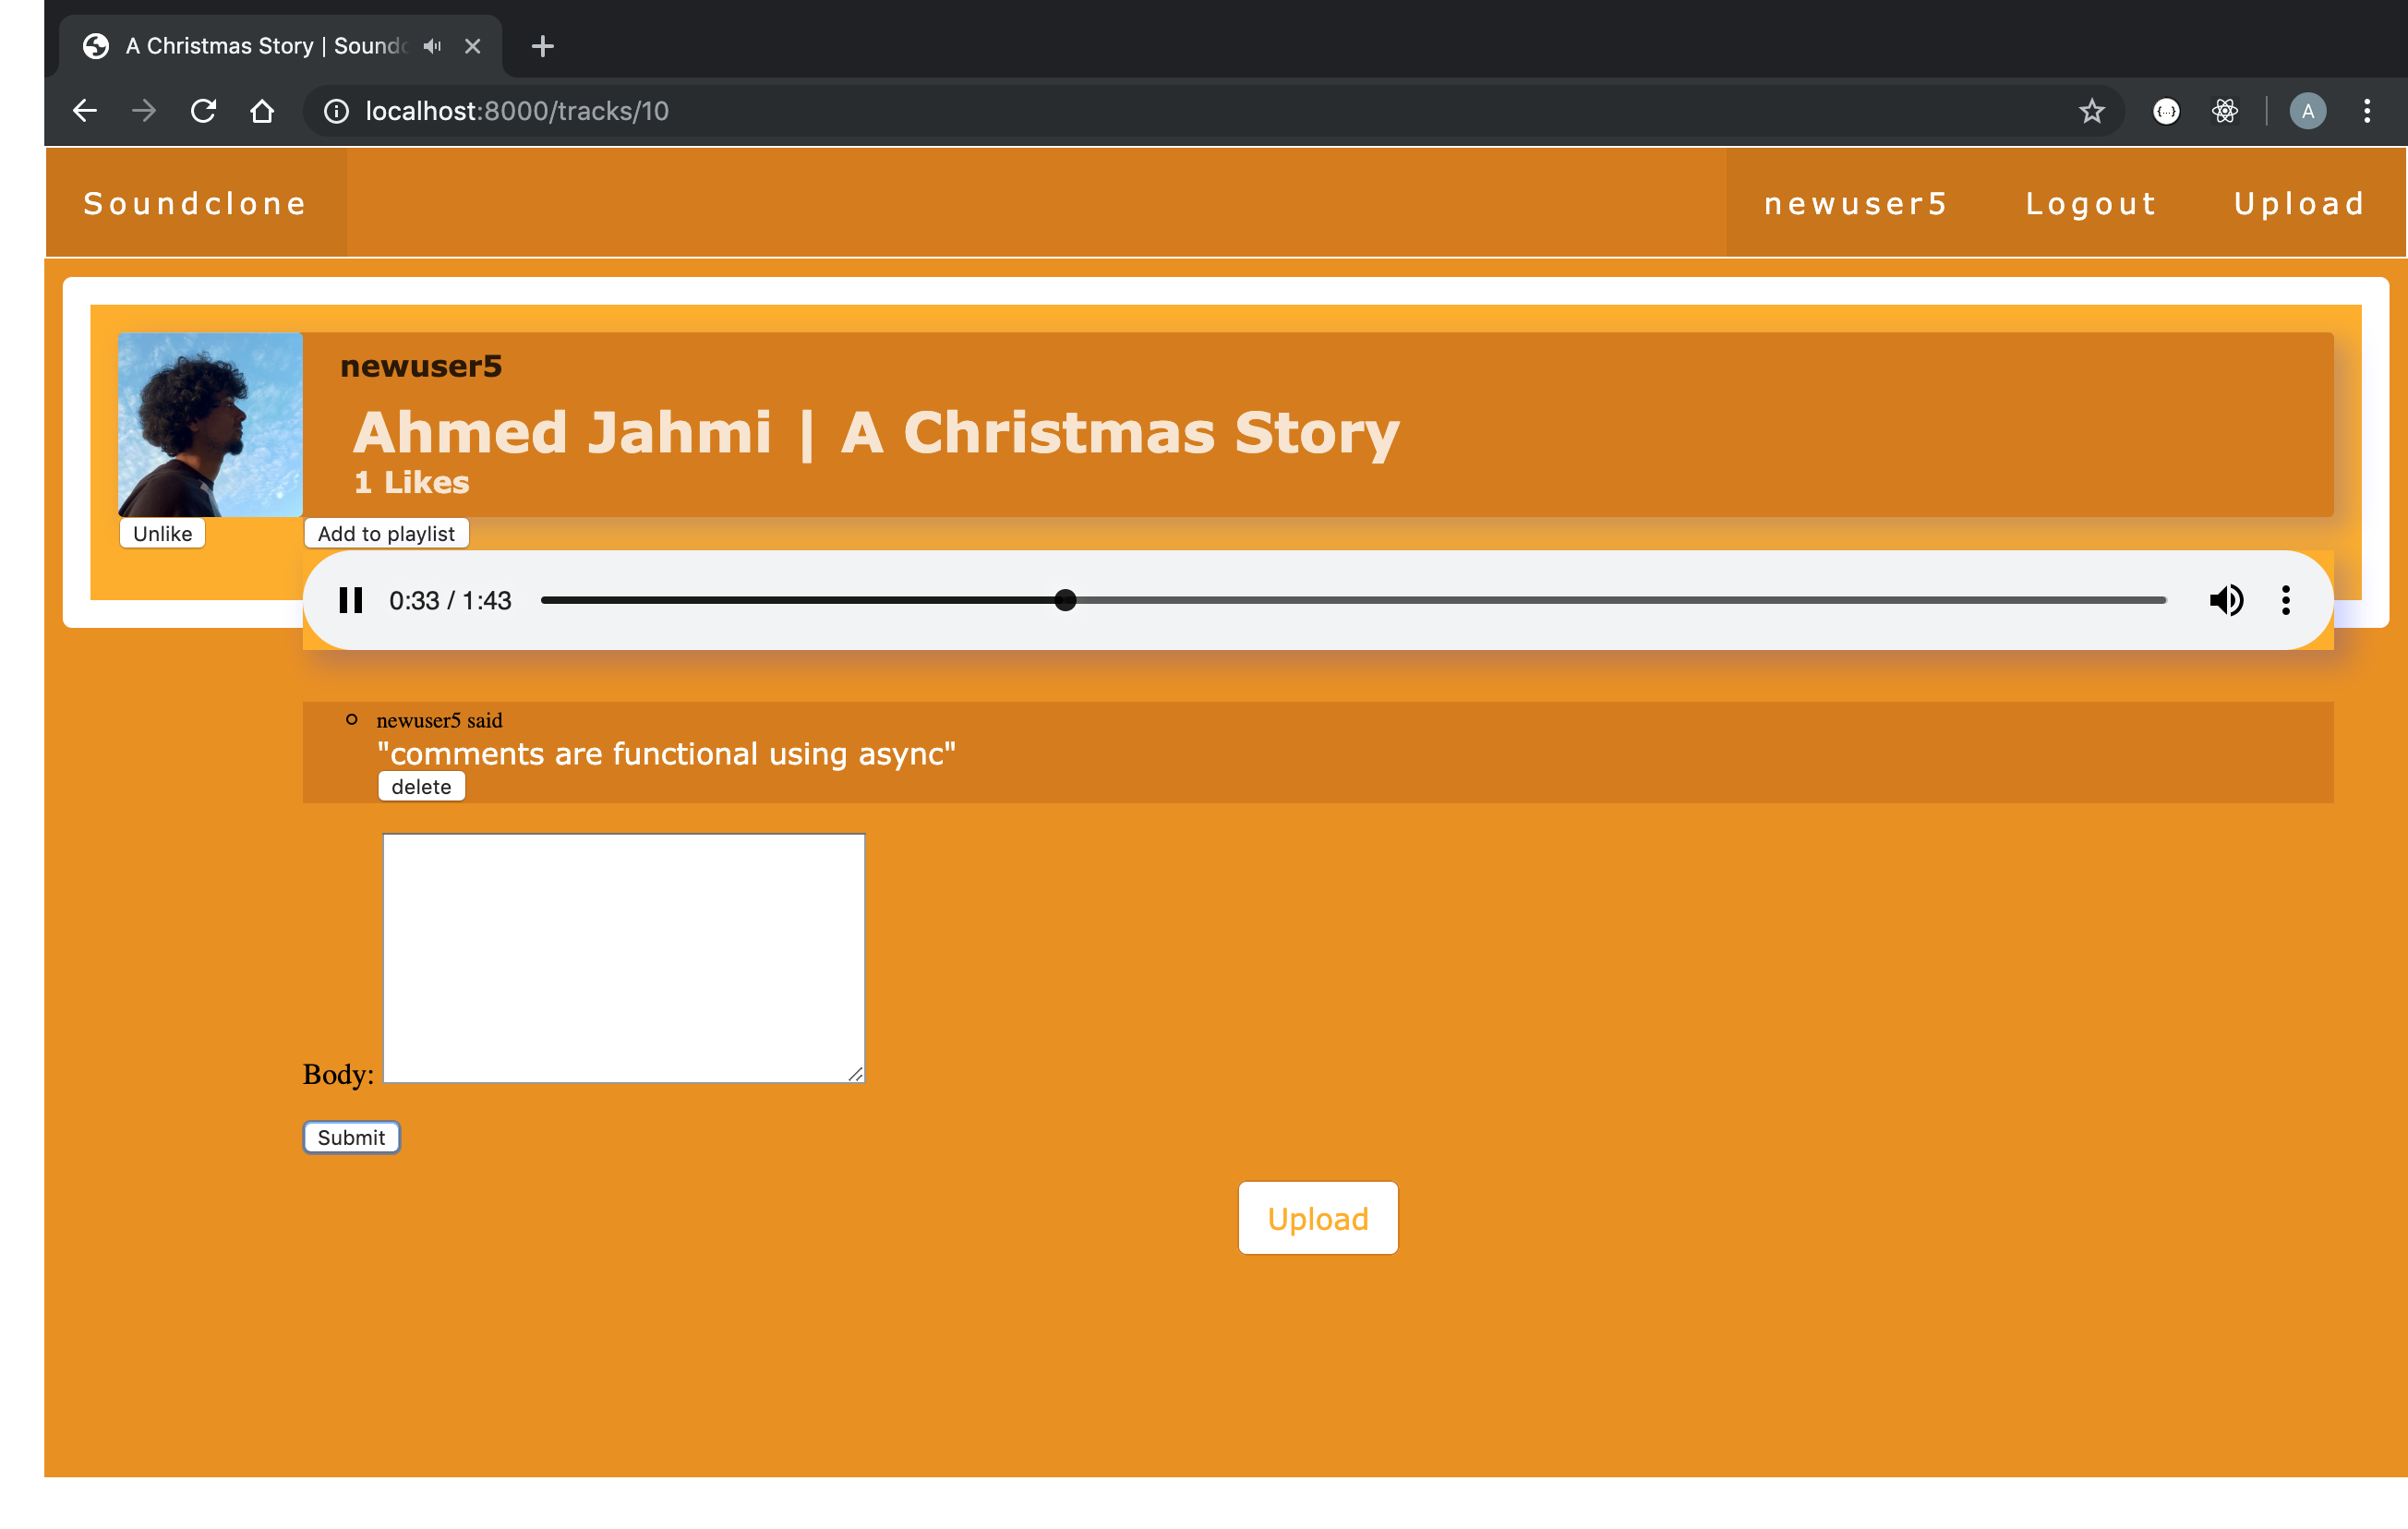 A Christmas Story | Soundc
localhost:8000/tracks/10
{...}
A
Soundclone
newuser5 Logout Upload
newuser5
Ahmed Jahmi | A Christmas Story
1 Likes
Unlike Add to playlist
0:33 / 1:43
newuser5 said
"comments are functional using async"
delete
Body:
Submit
Upload